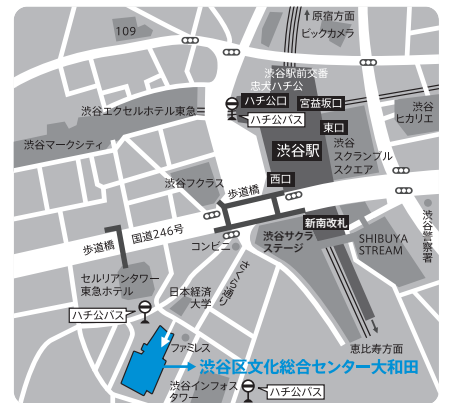 ↑原宿方面
ビックカメラ
109
渋谷駅前交番
忠犬ハチ公
ハチ公口
宮益坂口
渋谷エクセルホテル東急
ハチ公バス
東口
渋谷
ヒカリエ
渋谷マークシティ
渋谷駅
渋谷
スクランブル
スクエア
西口
渋谷フクラス
歩道橋
新南改札
国道246号
歩道橋
コンビニ
渋谷サクラ
ステージ
SHIBUYA
STREAM
渋谷警察署
セルリアンタワー
東急ホテル
さくら通り
日本経済
大学
ハチ公バス
ファミレス
恵比寿方面
渋谷区文化総合センター大和田
渋谷インフォス
タワー
ハチ公バス